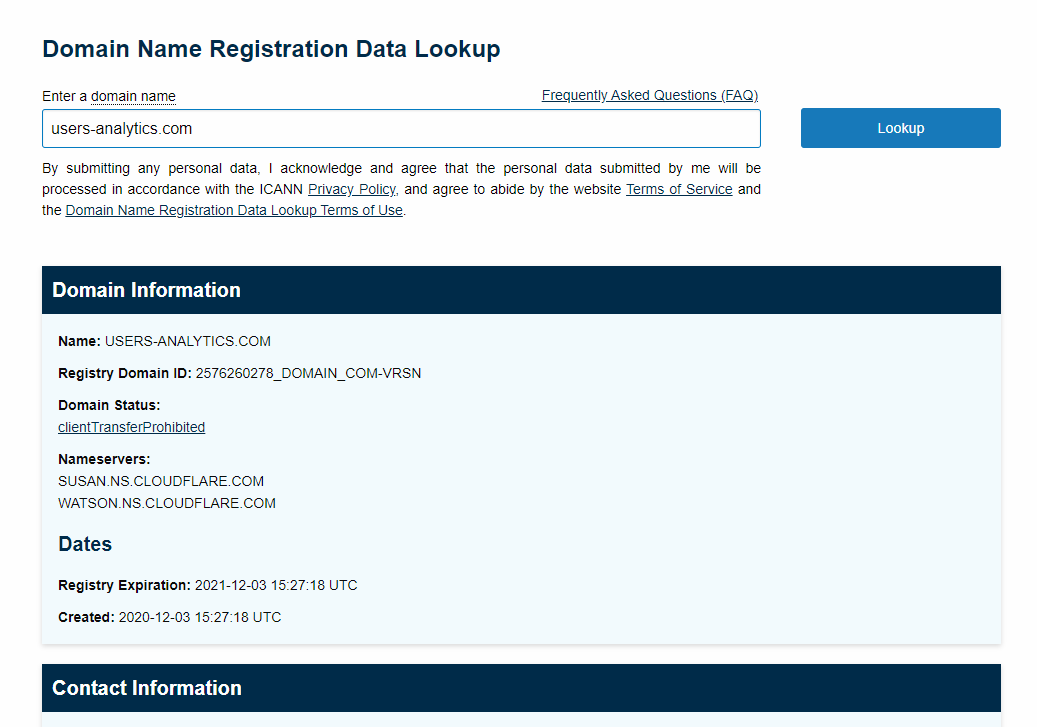 Domain Name Registration Data Lookup
Enter a domain name
Frequently Asked Questions (FAQ)
users-analytics.com
Lookup
By submitting any personal data, I acknowledge and agree that the personal data submitted by me will be
processed in accordance with the ICANN Privacy Policy, and agree to abide by the website Terms of Service and
the Domain Name Registration Data Lookup Terms of Use.
Domain Information
Name: USERS-ANALYTICS.COM
Registry Domain ID: 2576260278_DOMAIN_COM-VRSN
Domain Status:
clientTransferProhibited
Nameservers:
SUSAN.NS.CLOUDFLARE.COM
WATSON.NS.CLOUDFLARE.COM
Dates
Registry Expiration: 2021-12-03 15:27:18 UTC
Created: 2020-12-03 15:27:18 UTC
Contact Information